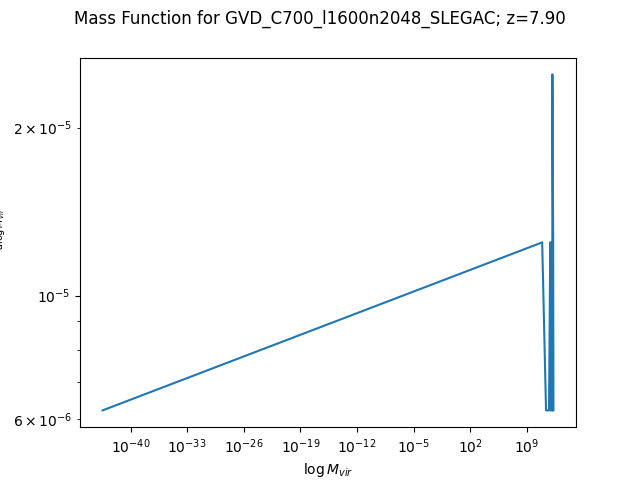 Mass Function for GVD_C700_l1600n2048_SLEGAC; z=7.90
2 × 10⁻⁵
10⁻⁵
6 × 10⁻⁶
10⁻⁴⁰ 10⁻³³ 10⁻²⁶ 10⁻¹⁹ 10⁻¹² 10⁻⁵ 10² 10⁹
log M_vir